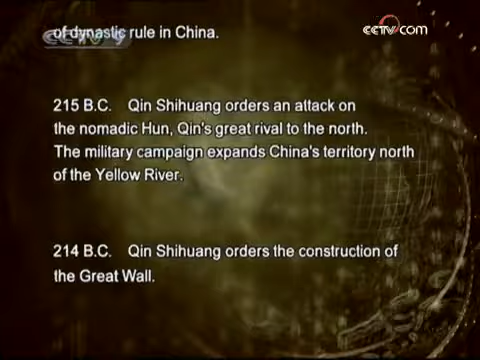 of dynastic rule in China.
CCTV 9
CCTV.com
215 B.C. Qin Shihuang orders an attack on
the nomadic Hun, Qin's great rival to the north.
The military campaign expands China's territory north
of the Yellow River.
214 B.C. Qin Shihuang orders the construction of
the Great Wall.